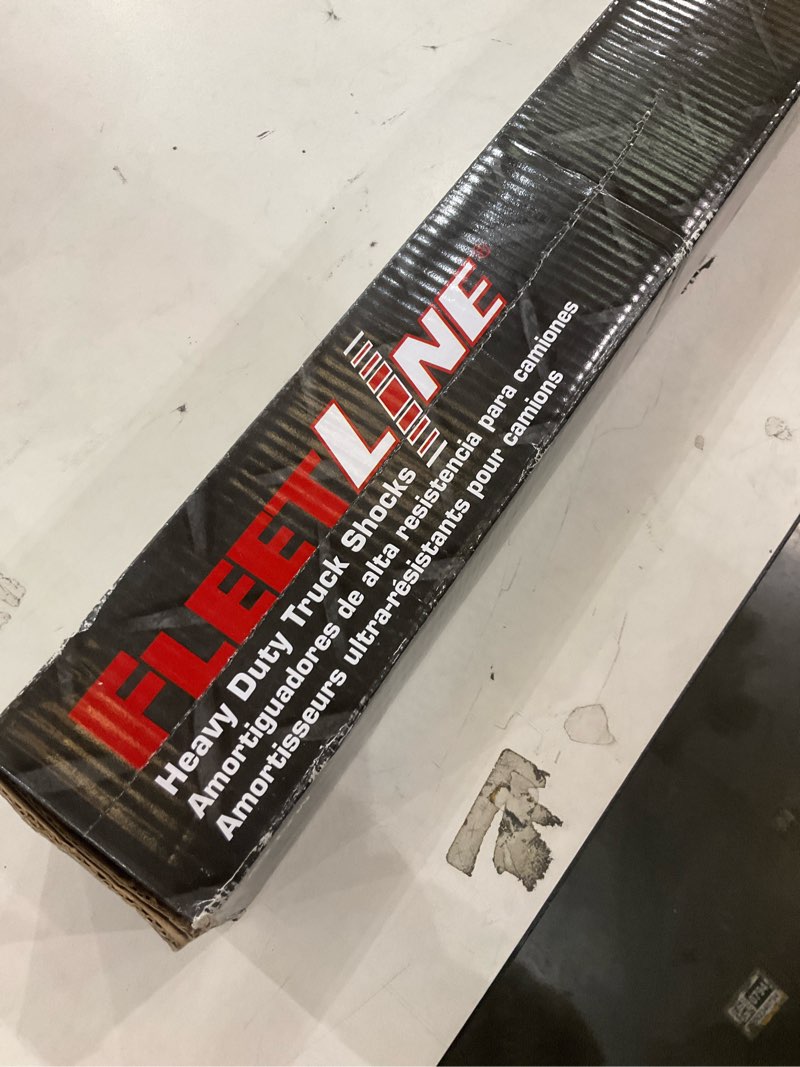 FLEETLINE®
Heavy Duty Truck Shocks
Amortiguadores de alta resistencia para camiones
Amortisseurs ultra-résistants pour camions